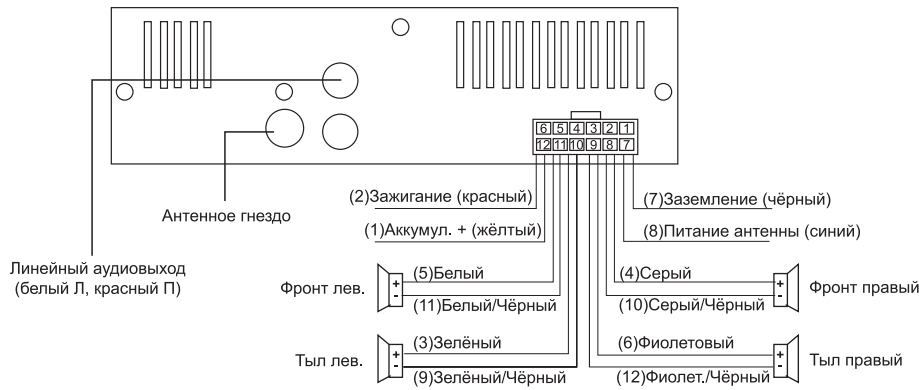 6 5 4 3 2 1
12 11 10 9 8 7
(2)Зажигание (красный)
(7)Заземление (чёрный)
Антенное гнездо
(1)Аккумул. + (жёлтый)
(8)Питание антенны (синий)
Линейный аудиовыход
(белый Л, красный П)
(5)Белый
(4)Серый
Фронт лев.
+
-
+
-
Фронт правый
(11)Белый/Чёрный
(10)Серый/Чёрный
(3)Зелёный
(6)Фиолетовый
Тыл лев.
+
-
+
-
Тыл правый
(9)Зелёный/Чёрный
(12)Фиолет./Чёрный